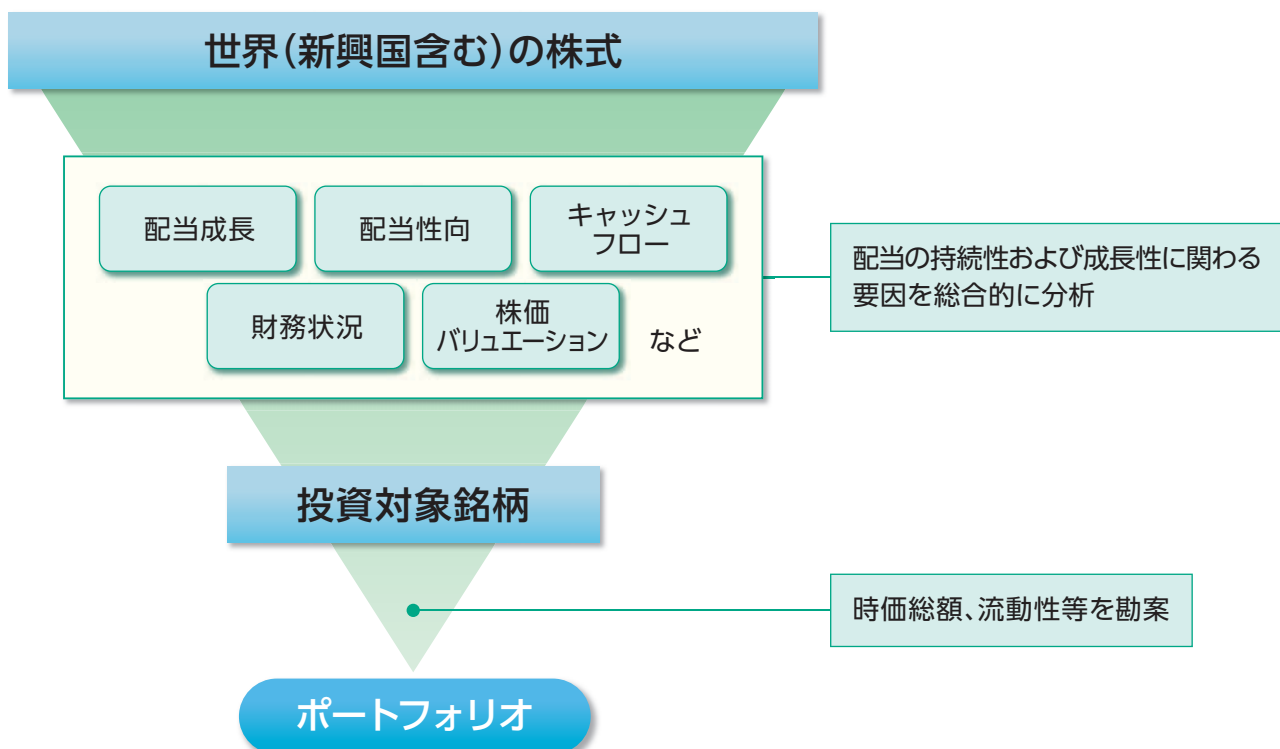 世界(新興国含む)の株式
配当成長
配当性向
キャッシュ
フロー
財務状況
株価
バリュエーション
など
配当の持続性および成長性に関わる
要因を総合的に分析
投資対象銘柄
時価総額、流動性等を勘案
ポートフォリオ